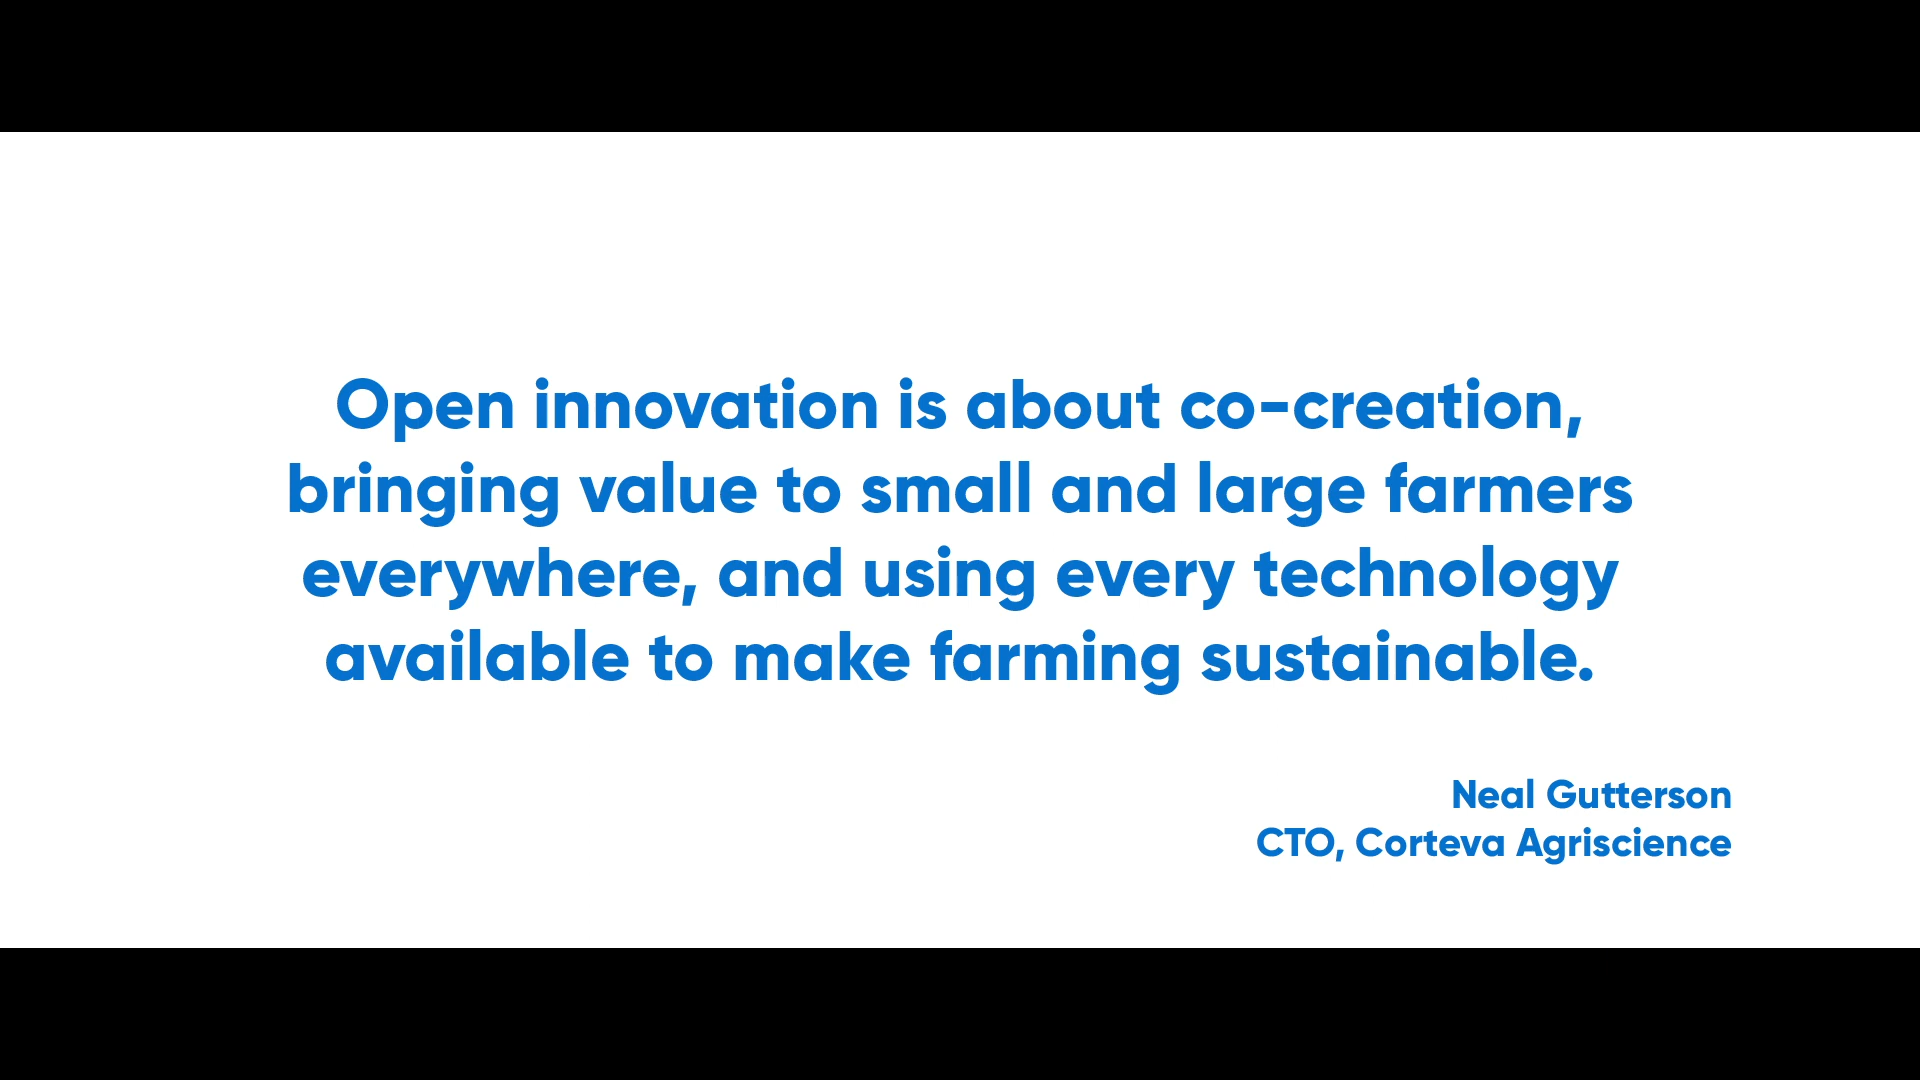 Open innovation is about co-creation,
bringing value to small and large farmers
everywhere, and using every technology
available to make farming sustainable.
Neal Gutterson
CTO, Corteva Agriscience